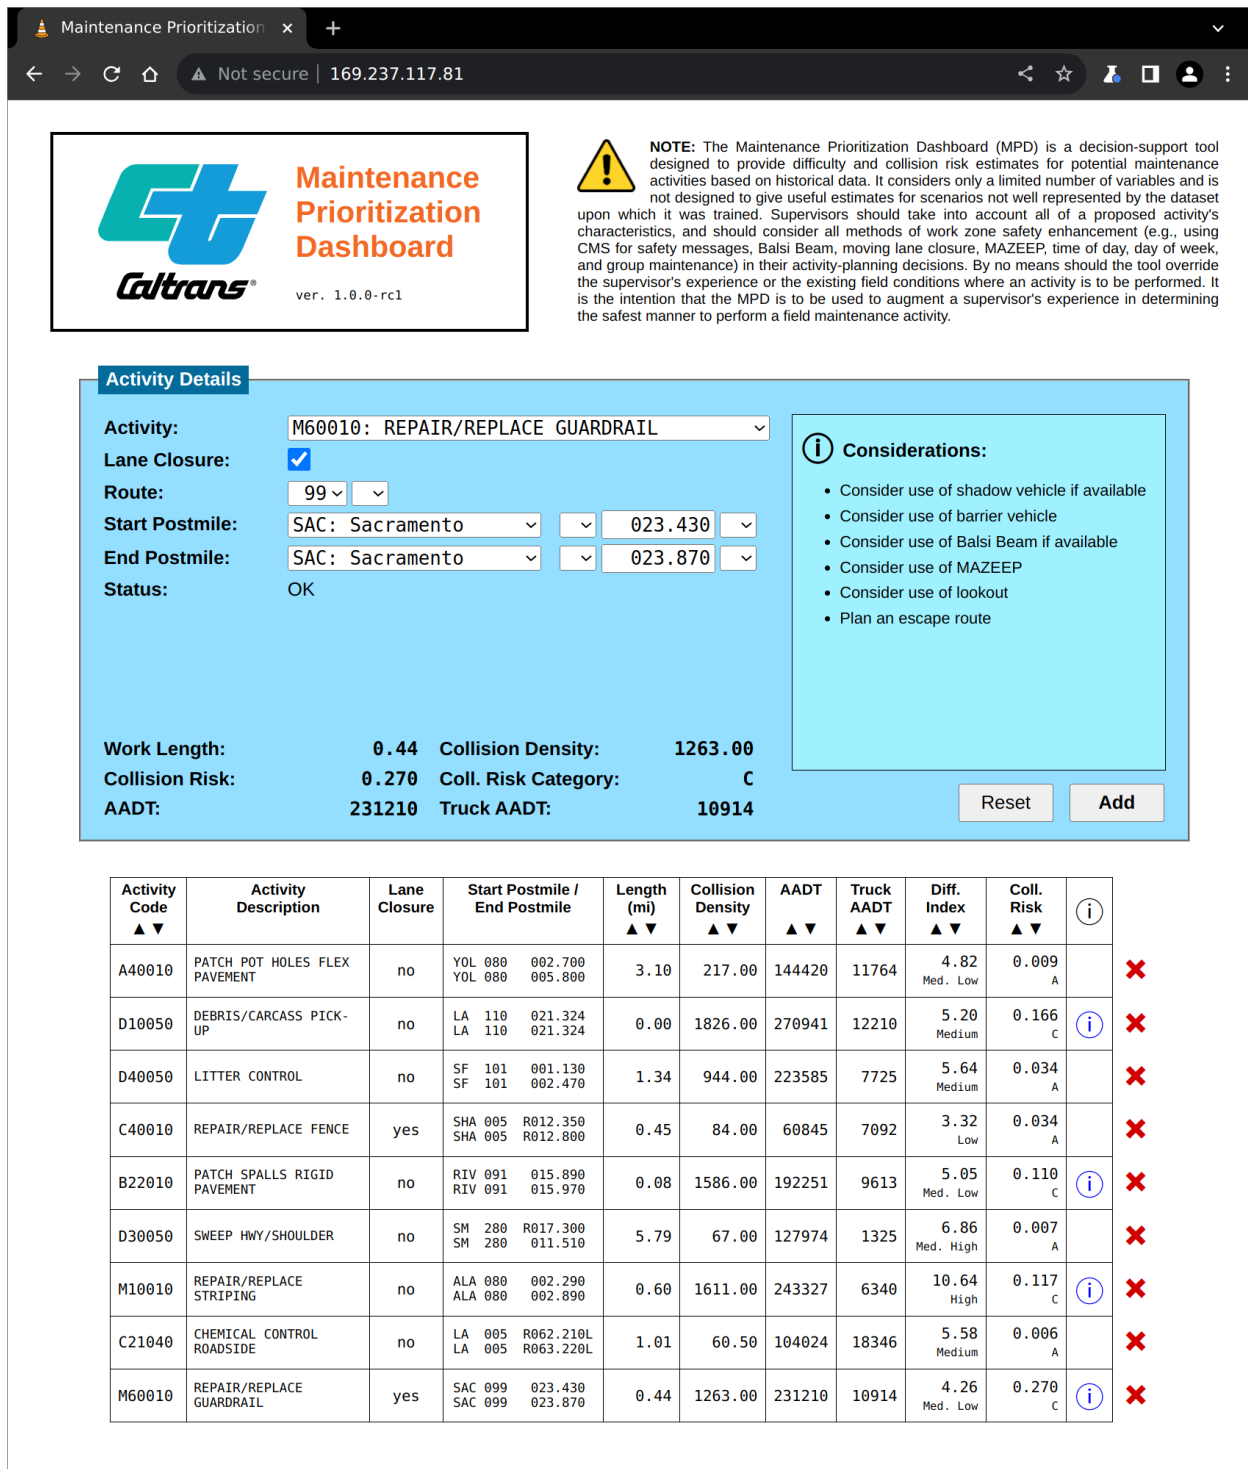 Maintenance Prioritization
Not secure | 169.237.117.81
Maintenance
Prioritization
Dashboard
Caltrans®
ver. 1.0.0-rc1
NOTE: The Maintenance Prioritization Dashboard (MPD) is a decision-support tool
designed to provide difficulty and collision risk estimates for potential maintenance
activities based on historical data. It considers only a limited number of variables and is
not designed to give useful estimates for scenarios not well represented by the dataset
upon which it was trained. Supervisors should take into account all of a proposed activity's
characteristics, and should consider all methods of work zone safety enhancement (e.g., using
CMS for safety messages, Balsi Beam, moving lane closure, MAZEEP, time of day, day of week,
and group maintenance) in their activity-planning decisions. By no means should the tool override
the supervisor's experience or the existing field conditions where an activity is to be performed. It
is the intention that the MPD is to be used to augment a supervisor's experience in determining
the safest manner to perform a field maintenance activity.
Activity Details
Activity: M60010: REPAIR/REPLACE GUARDRAIL
Lane Closure:
Route: 99
Start Postmile: SAC: Sacramento 023.430
End Postmile: SAC: Sacramento 023.870
Status: OK
Considerations:
• Consider use of shadow vehicle if available
• Consider use of barrier vehicle
• Consider use of Balsi Beam if available
• Consider use of MAZEEP
• Consider use of lookout
• Plan an escape route
Work Length: 0.44 Collision Density: 1263.00
Collision Risk: 0.270 Coll. Risk Category: C
AADT: 231210 Truck AADT: 10914
Reset Add
Activity Code Activity Description Lane Closure Start Postmile / End Postmile Length (mi) Collision Density AADT Truck AADT Diff. Index Coll. Risk
▲▼ ▲▼ ▲▼ ▲▼ ▲▼ ▲▼ ▲▼
A40010 PATCH POT HOLES FLEX PAVEMENT no YOL 080 002.700 YOL 080 005.800 3.10 217.00 144420 11764 4.82 Med. Low 0.009 A
D10050 DEBRIS/CARCASS PICK-UP no LA 110 021.324 LA 110 021.324 0.00 1826.00 270941 12210 5.20 Medium 0.166 C
D40050 LITTER CONTROL no SF 101 001.130 SF 101 002.470 1.34 944.00 223585 7725 5.64 Medium 0.034 A
C40010 REPAIR/REPLACE FENCE yes SHA 005 R012.350 SHA 005 R012.800 0.45 84.00 60845 7092 3.32 Low 0.034 A
B22010 PATCH SPALLS RIGID PAVEMENT no RIV 091 015.890 RIV 091 015.970 0.08 1586.00 192251 9613 5.05 Med. Low 0.110 C
D30050 SWEEP HWY/SHOULDER no SM 280 R017.300 SM 280 011.510 5.79 67.00 127974 1325 6.86 Med. High 0.007 A
M10010 REPAIR/REPLACE STRIPING no ALA 080 002.290 ALA 080 002.890 0.60 1611.00 243327 6340 10.64 High 0.117 C
C21040 CHEMICAL CONTROL ROADSIDE no LA 005 R062.210L LA 005 R063.220L 1.01 60.50 104024 18346 5.58 Medium 0.006 A
M60010 REPAIR/REPLACE GUARDRAIL yes SAC 099 023.430 SAC 099 023.870 0.44 1263.00 231210 10914 4.26 Med. Low 0.270 C